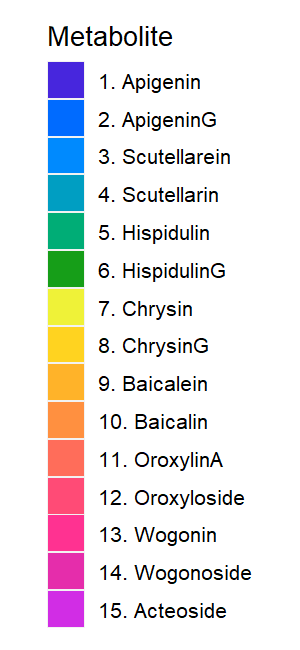 Metabolite
1. Apigenin
2. ApigeninG
3. Scutellarein
4. Scutellarin
5. Hispidulin
6. HispidulinG
7. Chrysin
8. ChrysinG
9. Baicalein
10. Baicalin
11. OroxylinA
12. Oroxyloside
13. Wogonin
14. Wogonoside
15. Acteoside